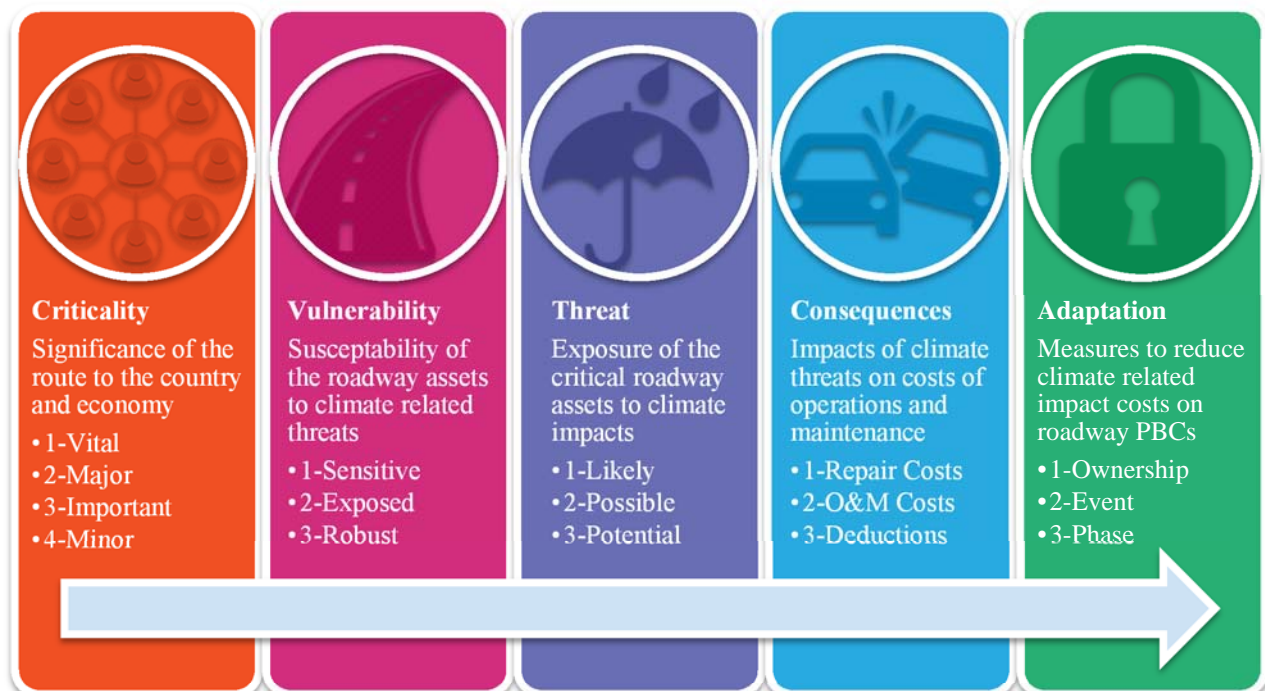 Criticality
Significance of the
route to the country
and economy
•1-Vital
•2-Major
•3-Important
•4-Minor
Vulnerability
Susceptability of
the roadway assets
to climate related
threats
•1-Sensitive
•2-Exposed
•3-Robust
Threat
Exposure of the
critical roadway
assets to climate
impacts
•1-Likely
•2-Possible
•3-Potential
Consequences
Impacts of climate
threats on costs of
operations and
maintenance
•1-Repair Costs
•2-O&M Costs
•3-Deductions
Adaptation
Measures to reduce
climate related
impact costs on
roadway PBCs
•1-Ownership
•2-Event
•3-Phase